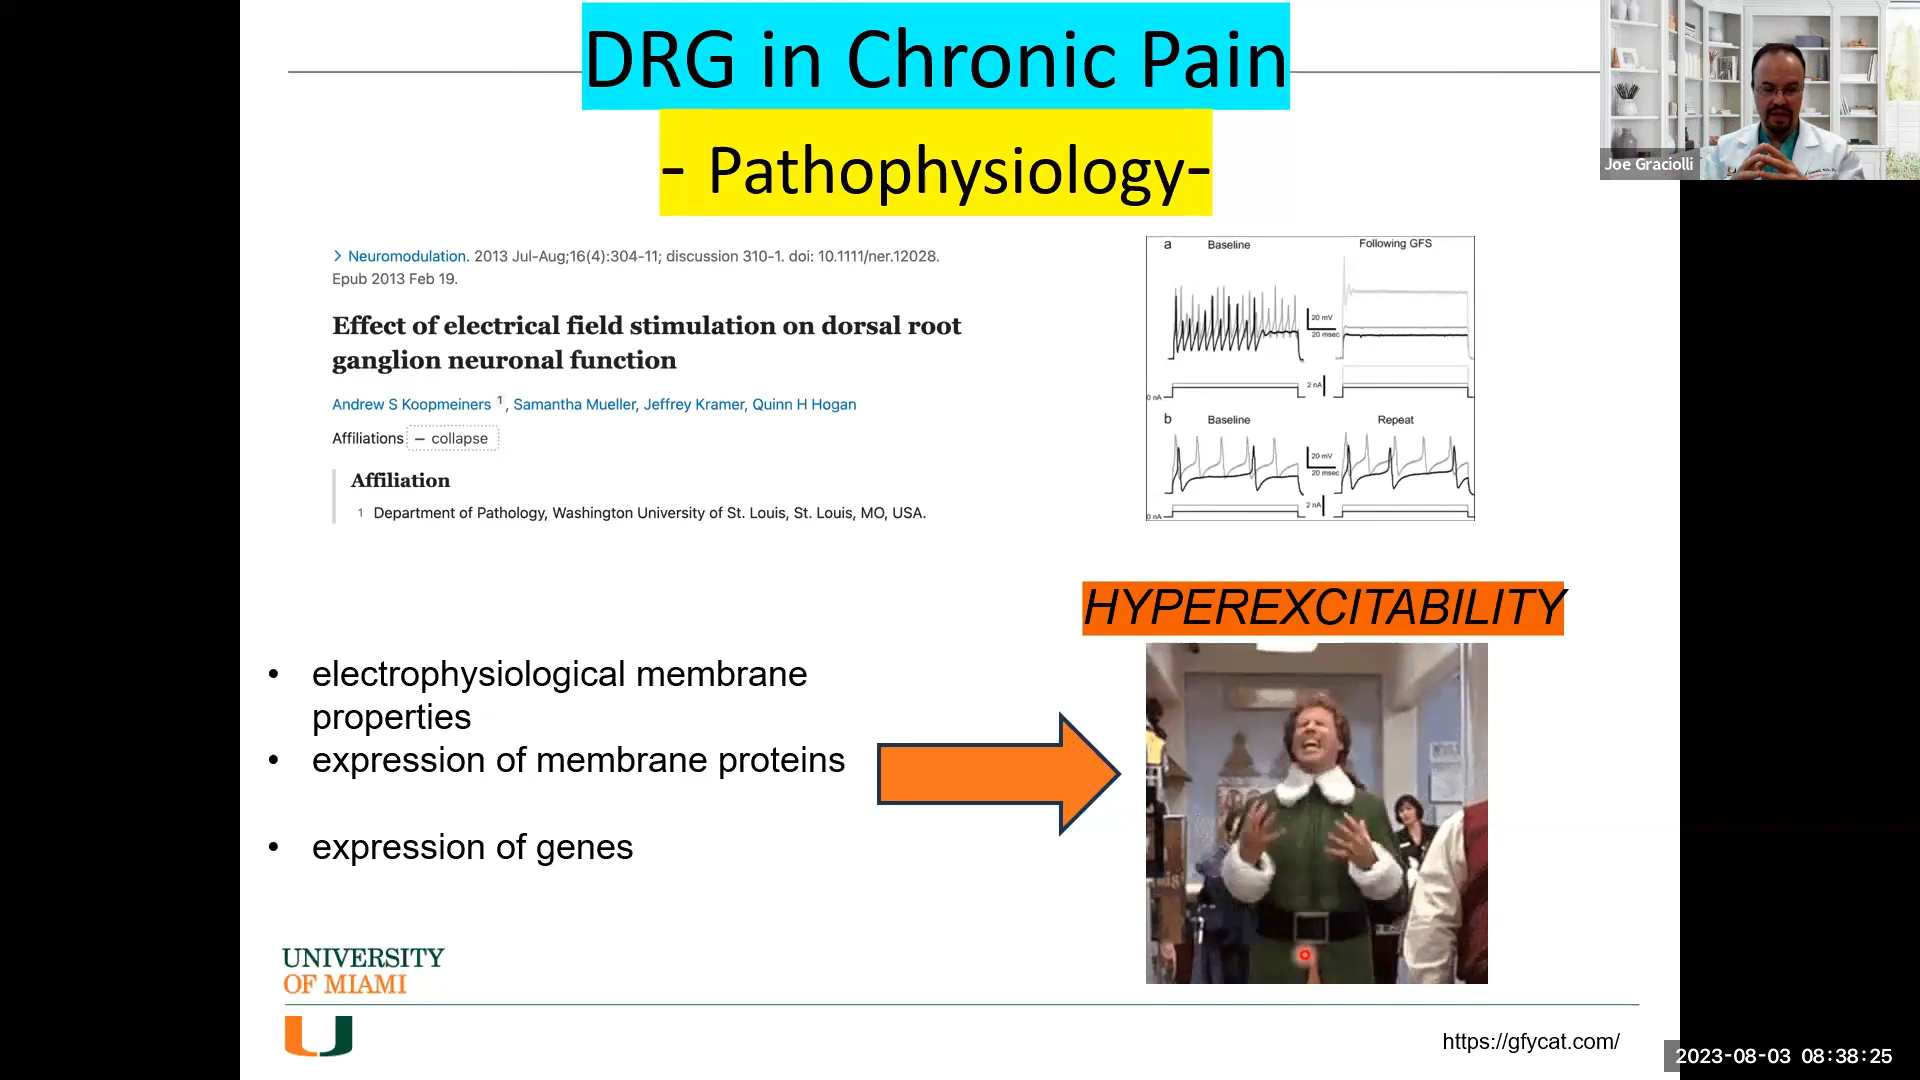 DRG in Chronic Pain
- Pathophysiology-
Joe Graciolli
> Neuromodulation. 2013 Jul-Aug;16(4):304-11; discussion 310-1. doi: 10.1111/ner.12028.
Epub 2013 Feb 19.
Effect of electrical field stimulation on dorsal root
ganglion neuronal function
Andrew S Koopmeiners 1, Samantha Mueller, Jeffrey Kramer, Quinn H Hogan
Affiliations – collapse
Affiliation
1 Department of Pathology, Washington University of St. Louis, St. Louis, MO, USA.
a Baseline Following GFS
20 mV
20 msec
2 nA
0 nA
b Baseline Repeat
20 mV
20 msec
2 nA
0 nA
HYPEREXCITABILITY
• electrophysiological membrane
properties
• expression of membrane proteins
• expression of genes
UNIVERSITY
OF MIAMI
U
https://gfycat.com/
2023-08-03 08:38:25